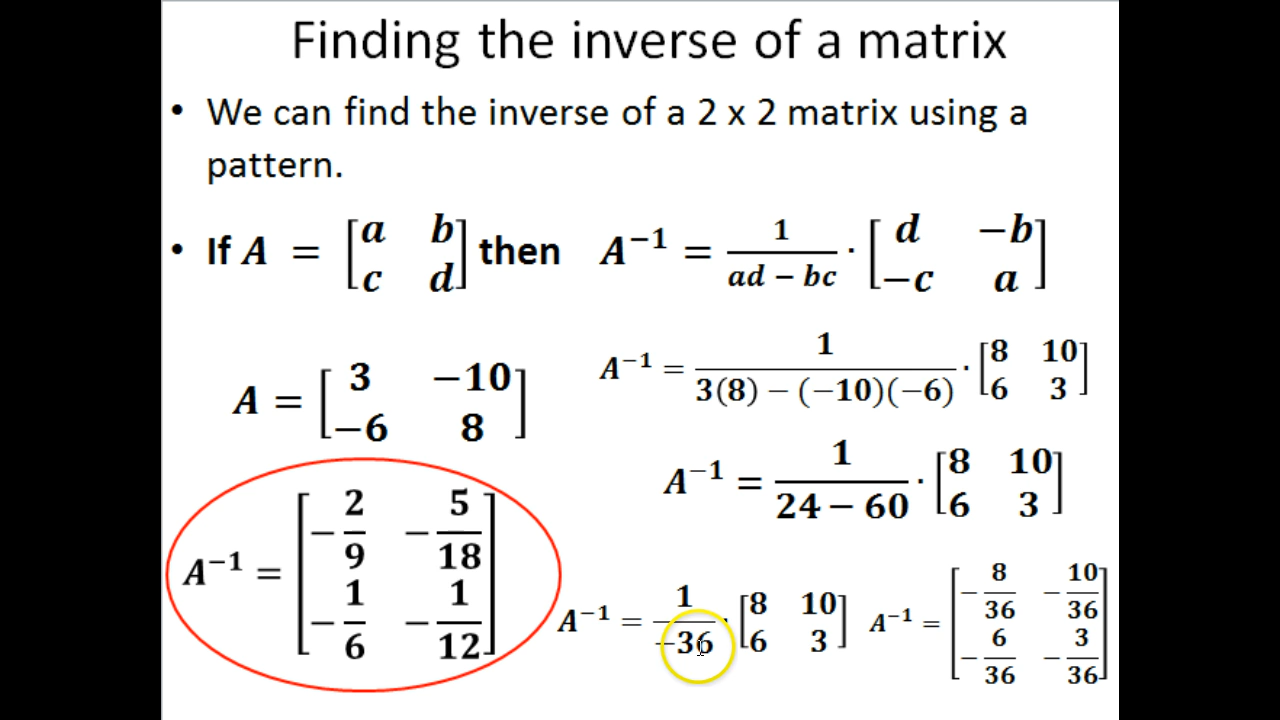 Finding the inverse of a matrix
• We can find the inverse of a 2 x 2 matrix using a
pattern.
• If A = [a b; c d] then A⁻¹ = 1/(ad − bc) · [d −b; −c a]
A⁻¹ = 1/(3(8) − (−10)(−6)) · [8 10; 6 3]
A = [3 −10; −6 8]
A⁻¹ = 1/(24 − 60) · [8 10; 6 3]
A⁻¹ = [−2/9 −5/18; −1/6 −1/12]
A⁻¹ = 1/−36 · [8 10; 6 3]
A⁻¹ = [−8/36 −10/36; −6/36 −3/36]